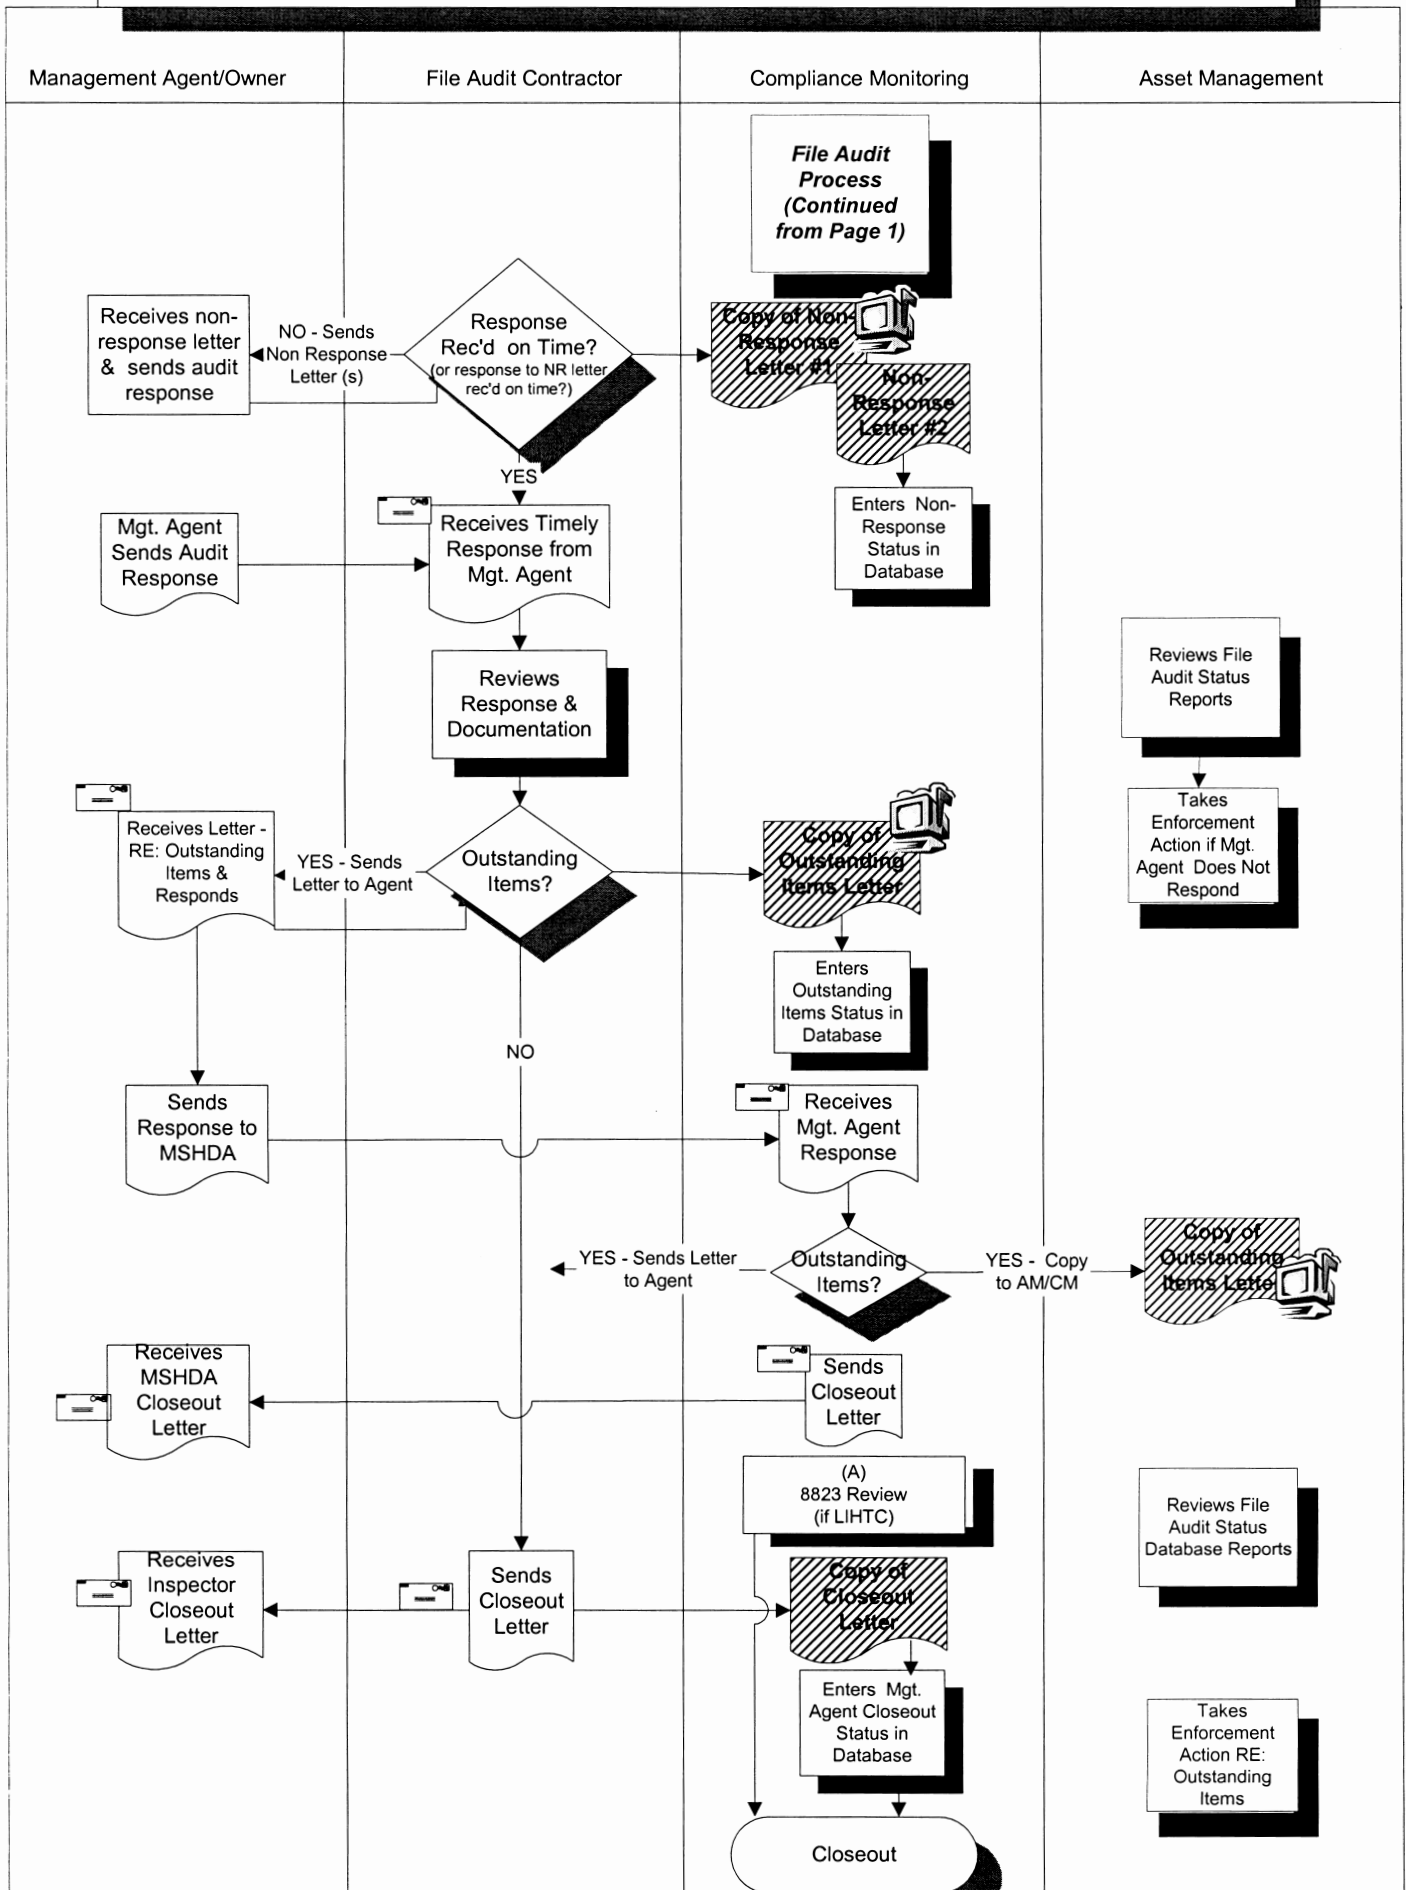 Management Agent/Owner
File Audit Contractor
Compliance Monitoring
Asset Management
File Audit
Process
(Continued
from Page 1)
Receives non-
response letter
& sends audit
response
NO - Sends
Non Response
Letter (s)
Response
Rec'd on Time?
(or response to NR letter
rec'd on time?)
Copy of Non-
Response
Letter #1
Non-
Response
Letter #2
YES
Enters Non-
Response
Status in
Database
Mgt. Agent
Sends Audit
Response
Receives Timely
Response from
Mgt. Agent
Reviews
Response &
Documentation
Reviews File
Audit Status
Reports
Takes
Enforcement
Action if Mgt.
Agent Does Not
Respond
Receives Letter -
RE: Outstanding
Items &
Responds
YES - Sends
Letter to Agent
Outstanding
Items?
Copy of
Outstanding
Items Letter
Enters
Outstanding
Items Status in
Database
NO
Sends
Response to
MSHDA
Receives
Mgt. Agent
Response
YES - Sends Letter
to Agent
Outstanding
Items?
YES - Copy
to AM/CM
Copy of
Outstanding
Items Letter
Receives
MSHDA
Closeout
Letter
Sends
Closeout
Letter
(A)
8823 Review
(if LIHTC)
Reviews File
Audit Status
Database Reports
Receives
Inspector
Closeout
Letter
Sends
Closeout
Letter
Copy of
Closeout
Letter
Enters Mgt.
Agent Closeout
Status in
Database
Takes
Enforcement
Action RE:
Outstanding
Items
Closeout